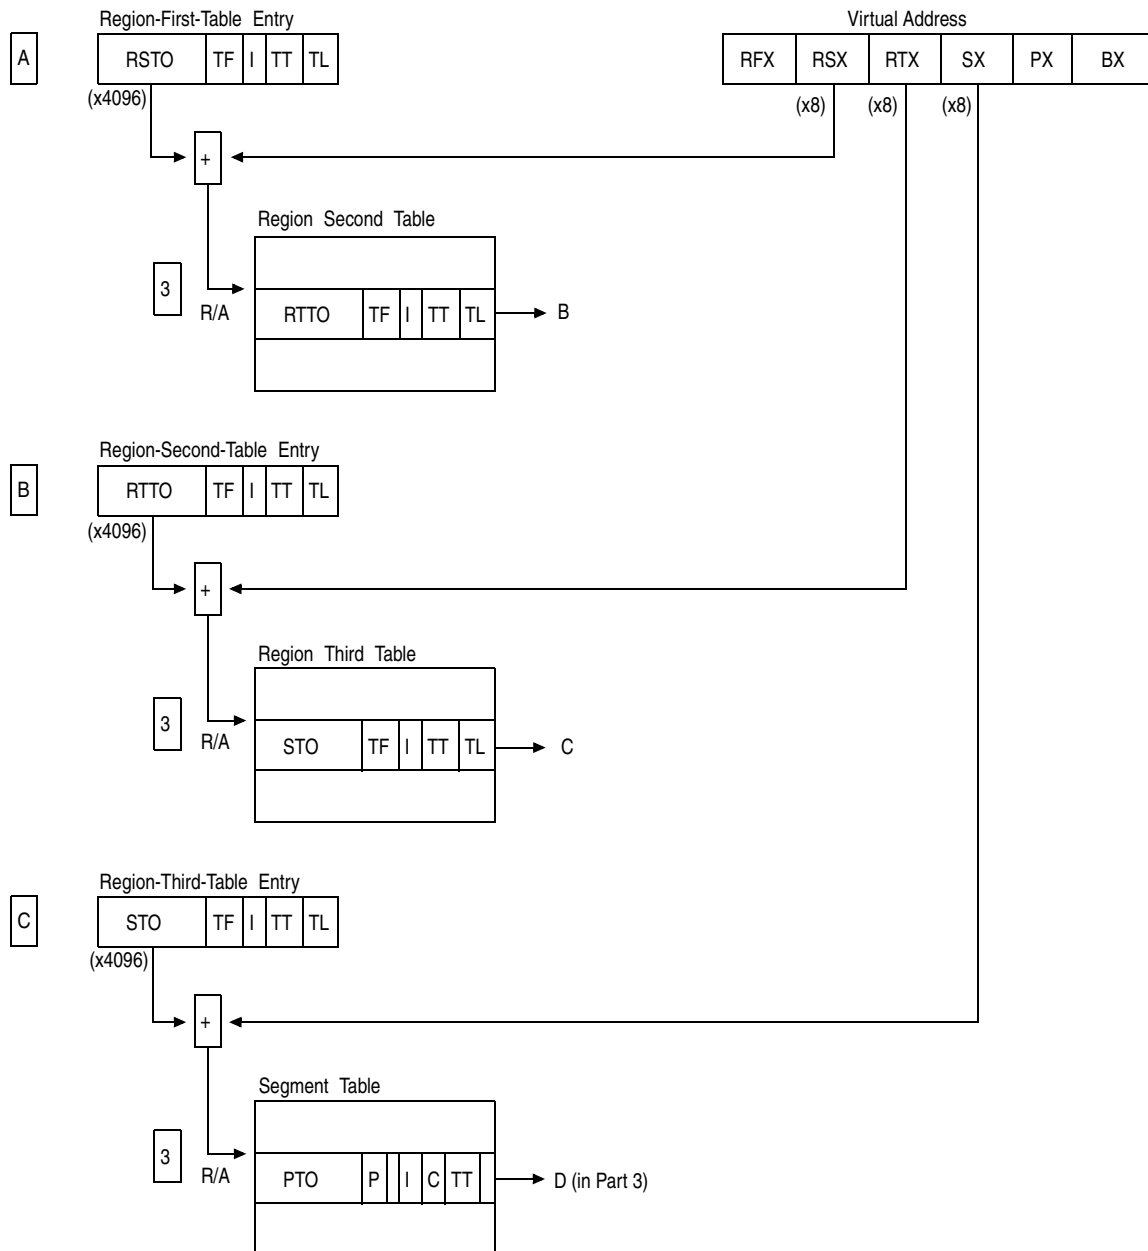 Region-First-Table Entry
Virtual Address
A
RSTO TF I TT TL
RFX RSX RTX SX PX BX
(x4096)
(x8) (x8) (x8)
+
Region Second Table
3
R/A
RTTO TF I TT TL
B
Region-Second-Table Entry
B
RTTO TF I TT TL
(x4096)
+
Region Third Table
3
R/A
STO TF I TT TL
C
Region-Third-Table Entry
C
STO TF I TT TL
(x4096)
+
Segment Table
3
R/A
PTO P I C TT
D (in Part 3)